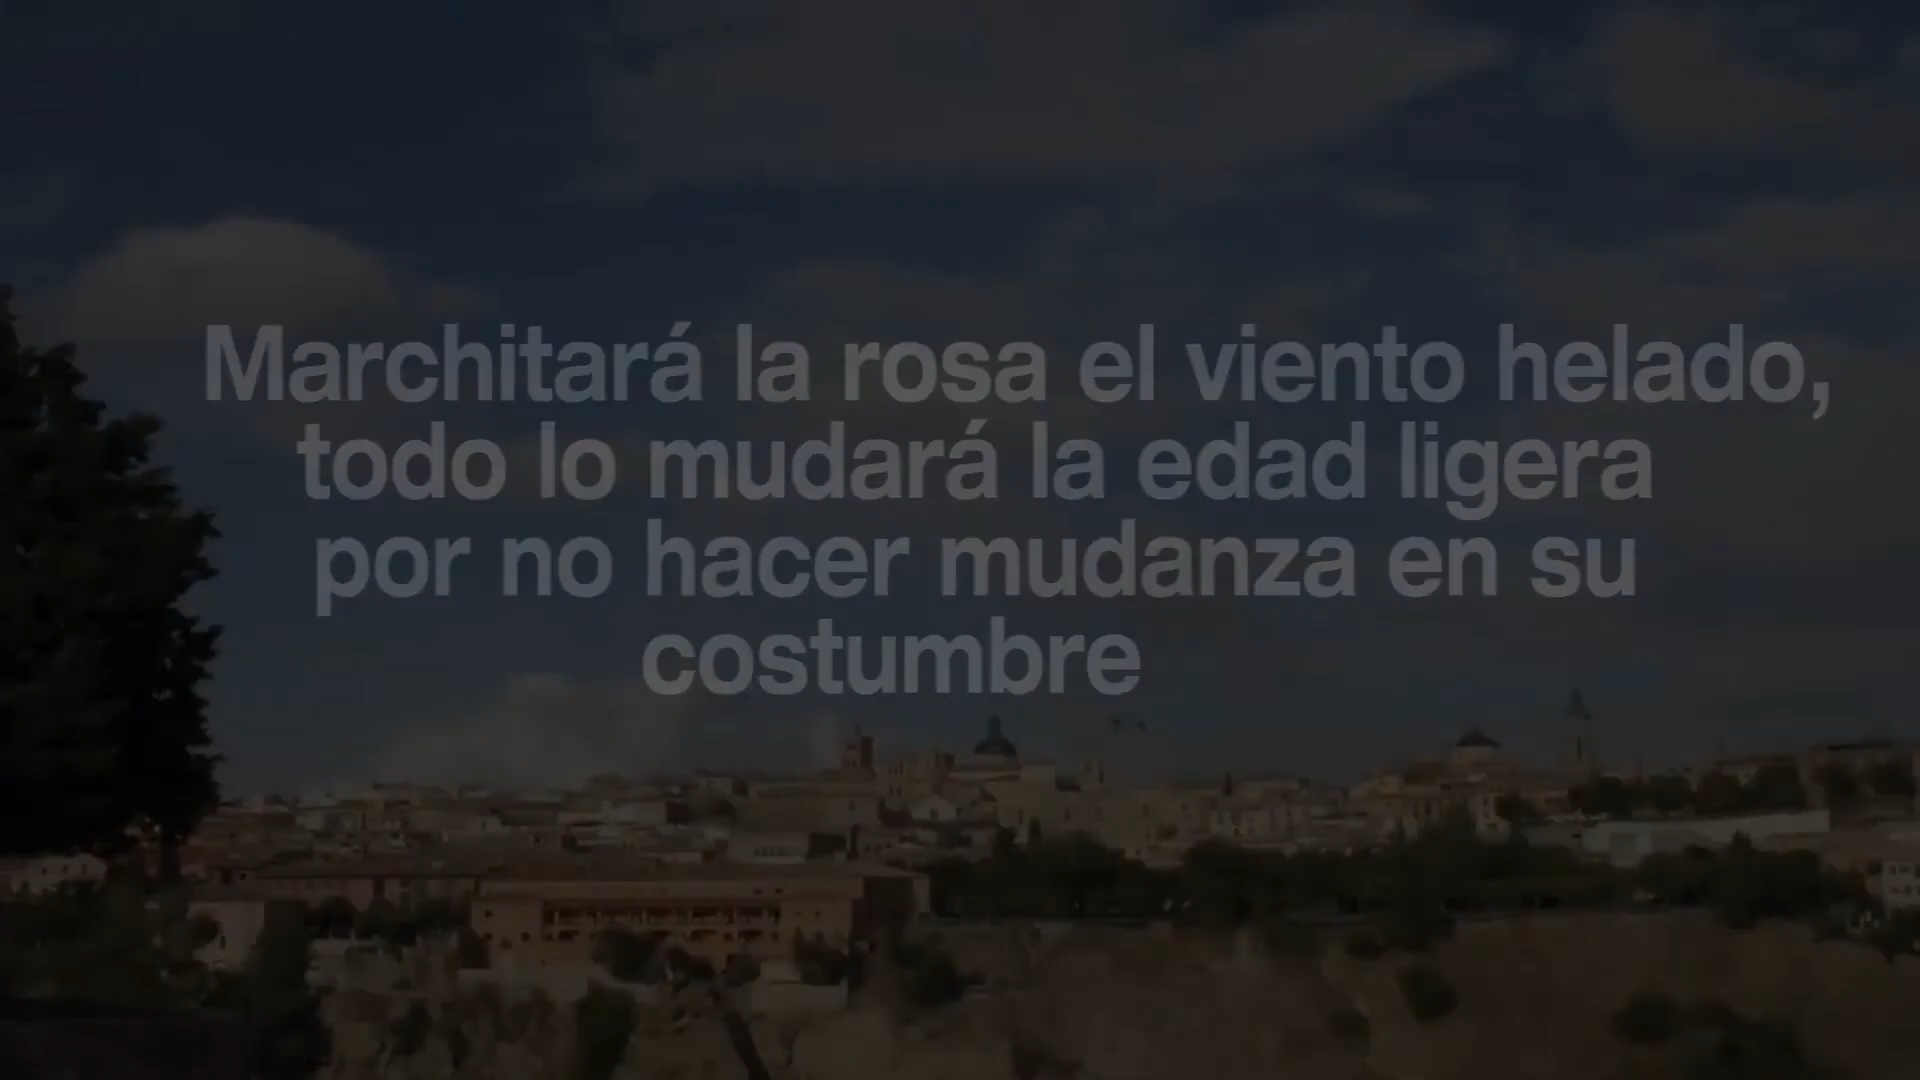 Marchitará la rosa el viento helado,
todo lo mudará la edad ligera
por no hacer mudanza en su
costumbre